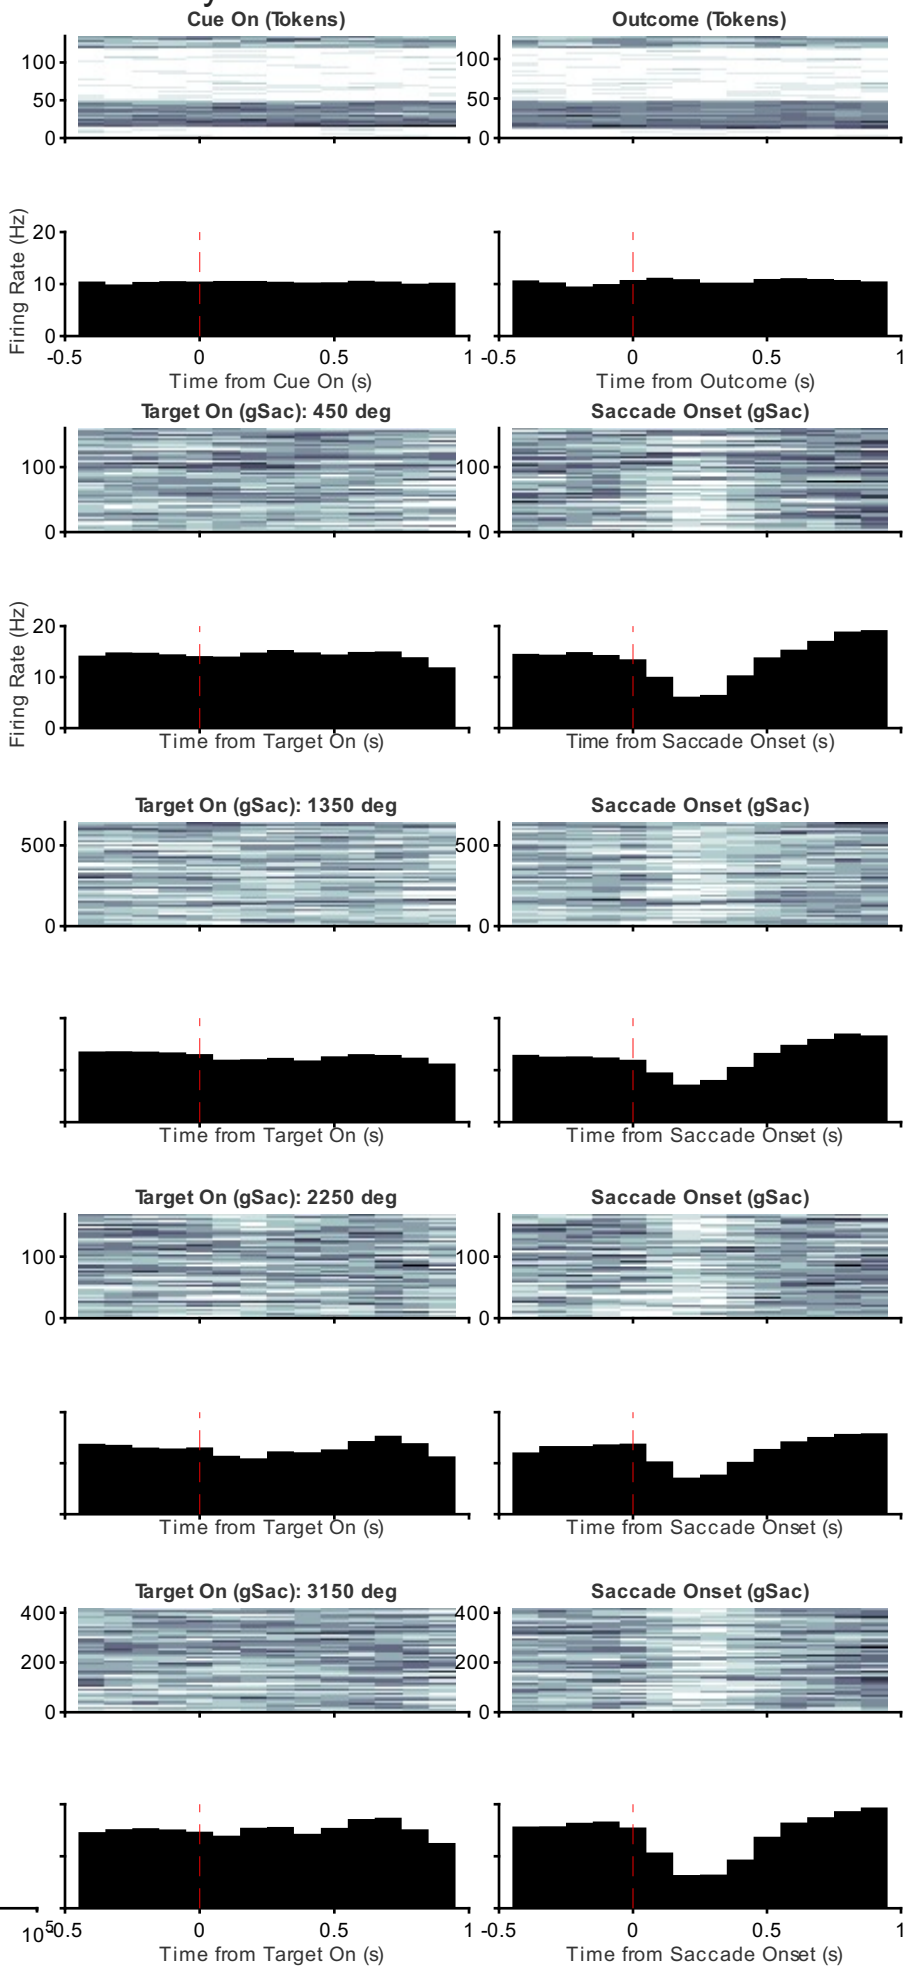 y
Cue On (Tokens) Outcome (Tokens)
100 100
50 50
0 0
Firing Rate (Hz)
20
10
0
-0.5 0 0.5 1 -0.5 0 0.5 1
Time from Cue On (s) Time from Outcome (s)
Target On (gSac): 450 deg Saccade Onset (gSac)
100 100
0 0
Firing Rate (Hz)
20
10
0
Time from Target On (s) Time from Saccade Onset (s)
Target On (gSac): 1350 deg Saccade Onset (gSac)
500 500
0 0
Time from Target On (s) Time from Saccade Onset (s)
Target On (gSac): 2250 deg Saccade Onset (gSac)
100 100
0 0
Time from Target On (s) Time from Saccade Onset (s)
Target On (gSac): 3150 deg Saccade Onset (gSac)
400 400
200 200
0 0
10⁵ -0.5 0 0.5 1 -0.5 0 0.5 1
Time from Target On (s) Time from Saccade Onset (s)